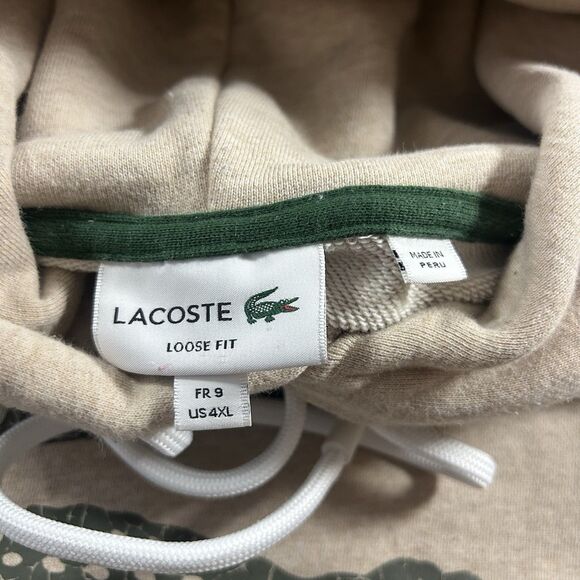 LACOSTE
LOOSE FIT
FR 9
US 4XL
MADE IN
PERU